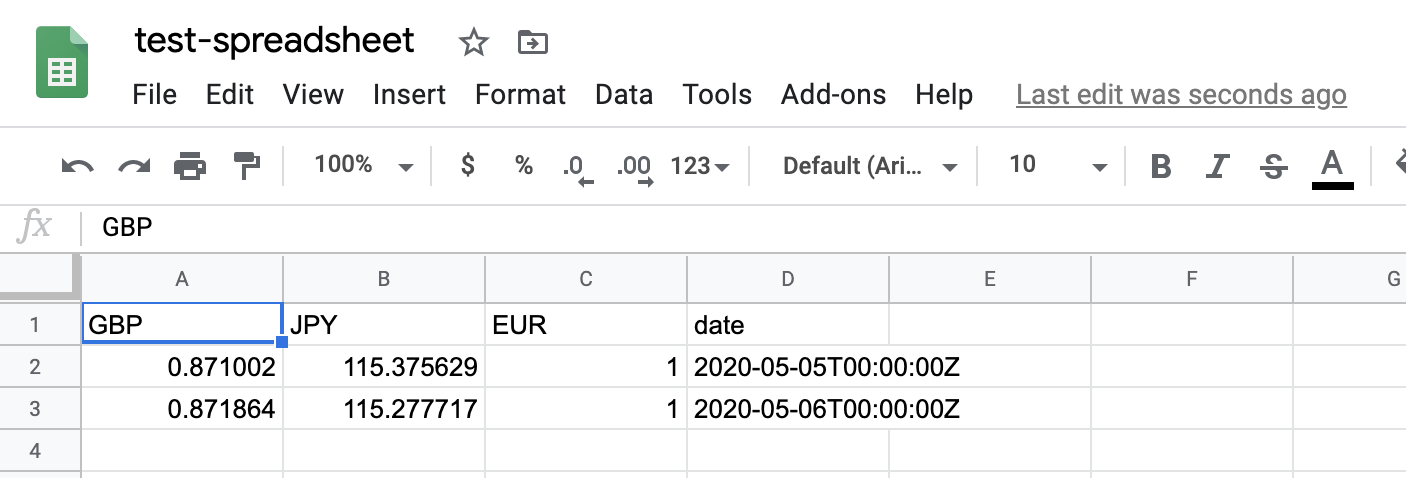 test-spreadsheet
File Edit View Insert Format Data Tools Add-ons Help Last edit was seconds ago
100% $ % .0 .00 123 Default (Ari... 10 B I S A
fx GBP
A B C D E F G
1 GBP JPY EUR date
2 0.871002 115.375629 1 2020-05-05T00:00:00Z
3 0.871864 115.277717 1 2020-05-06T00:00:00Z
4